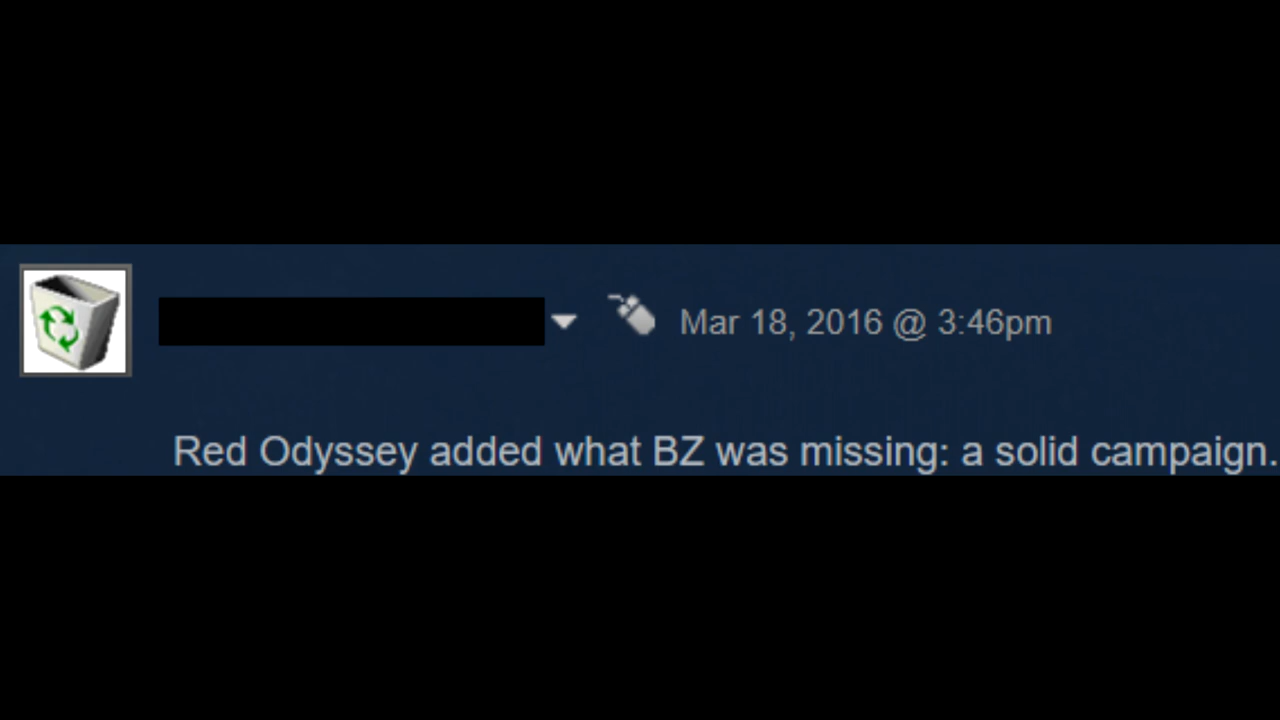 Mar 18, 2016 @ 3:46pm
Red Odyssey added what BZ was missing: a solid campaign.